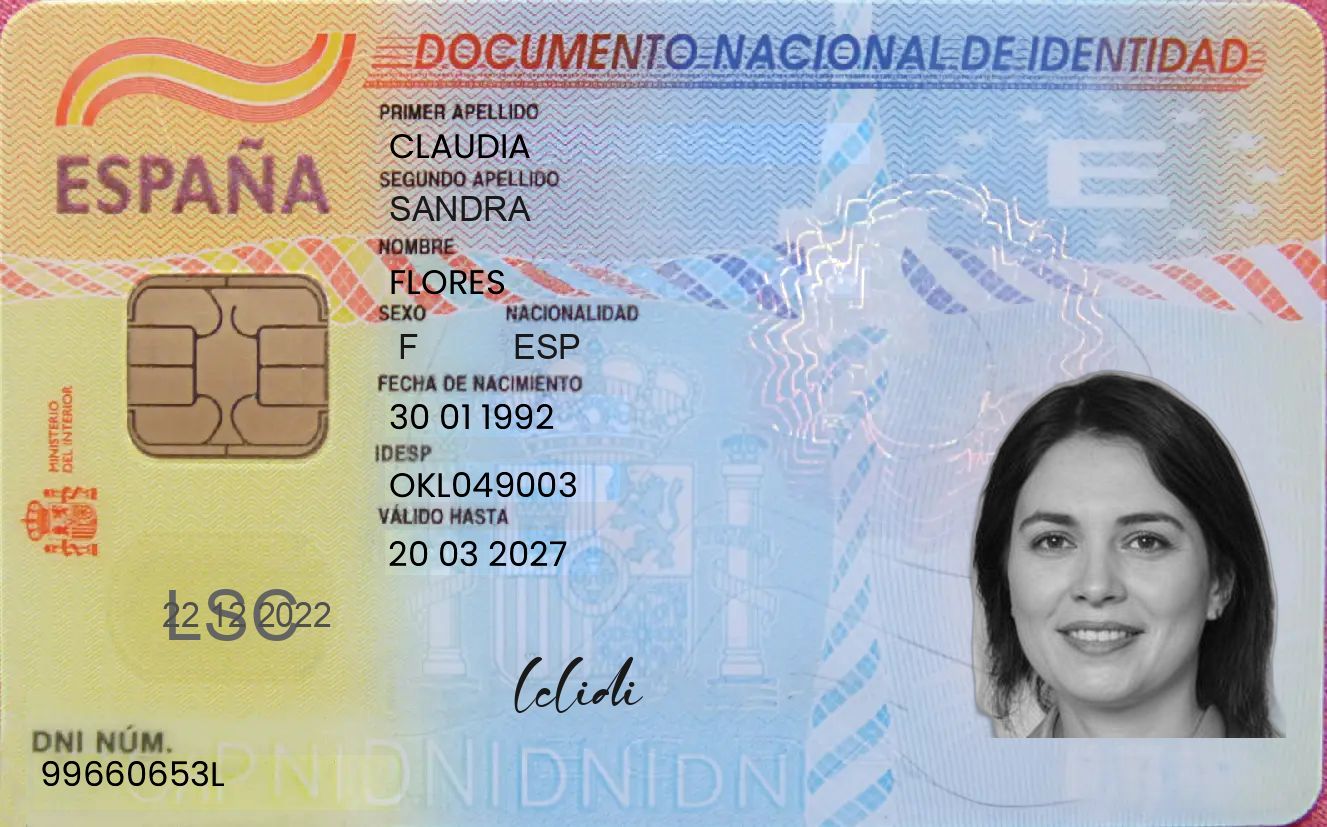 DOCUMENTO NACIONAL DE IDENTIDAD
ESPAÑA
PRIMER APELLIDO
CLAUDIA
SEGUNDO APELLIDO
SANDRA
NOMBRE
FLORES
SEXO NACIONALIDAD
F ESP
FECHA DE NACIMIENTO
30 01 1992
IDESP
OKL049003
VÁLIDO HASTA
20 03 2027
MINISTERIO
DEL INTERIOR
E
22 12 2022
LSC
DNI NÚM.
99660653L
DNIDNIDN